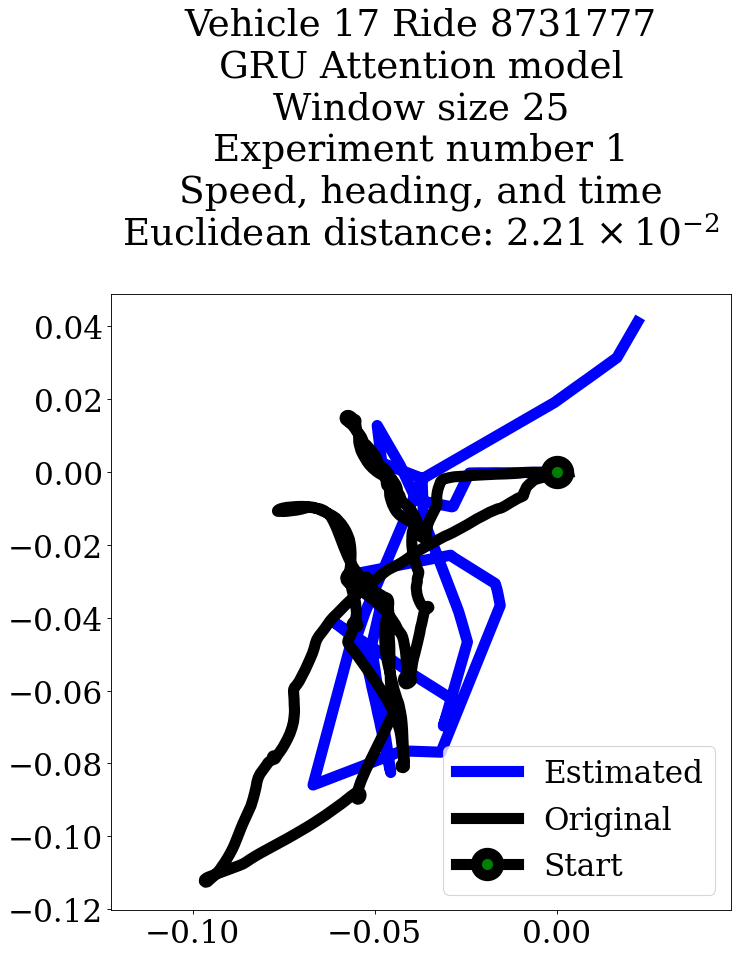 Vehicle 17 Ride 8731777
GRU Attention model
Window size 25
Experiment number 1
Speed, heading, and time
Euclidean distance: 2.21 × 10⁻²
0.04
0.02
0.00
−0.02
−0.04
−0.06
−0.08
−0.10
−0.12
Estimated
Original
Start
−0.10
−0.05
0.00